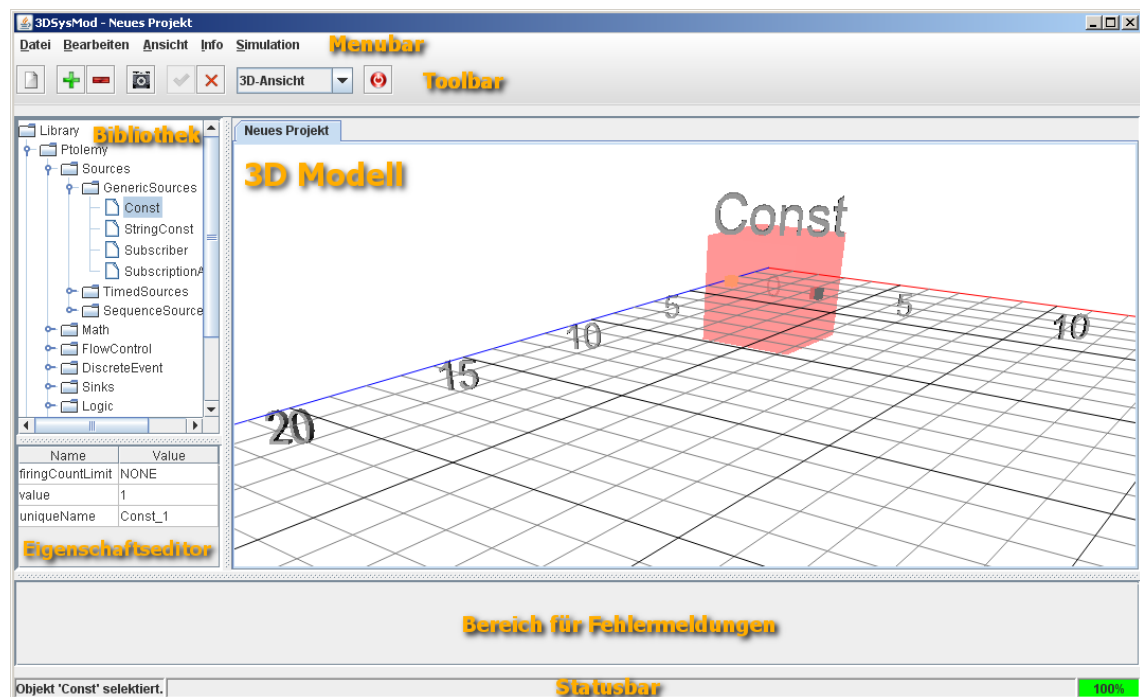 3DSysMod - Neues Projekt
Datei Bearbeiten Ansicht Info Simulation Menubar
3D-Ansicht Toolbar
Library Bibliothek
Ptolemy
Sources
GenericSources
Const
StringConst
Subscriber
SubscriptionA
TimedSources
SequenceSource
Math
FlowControl
DiscreteEvent
Sinks
Logic
Name Value
firingCountLimit NONE
value 1
uniqueName Const_1
Eigenschaftseditor
Neues Projekt
3D Modell
Const
0
5
5
10
10
15
20
Bereich für Fehlermeldungen
Objekt 'Const' selektiert. Statusbar 100%